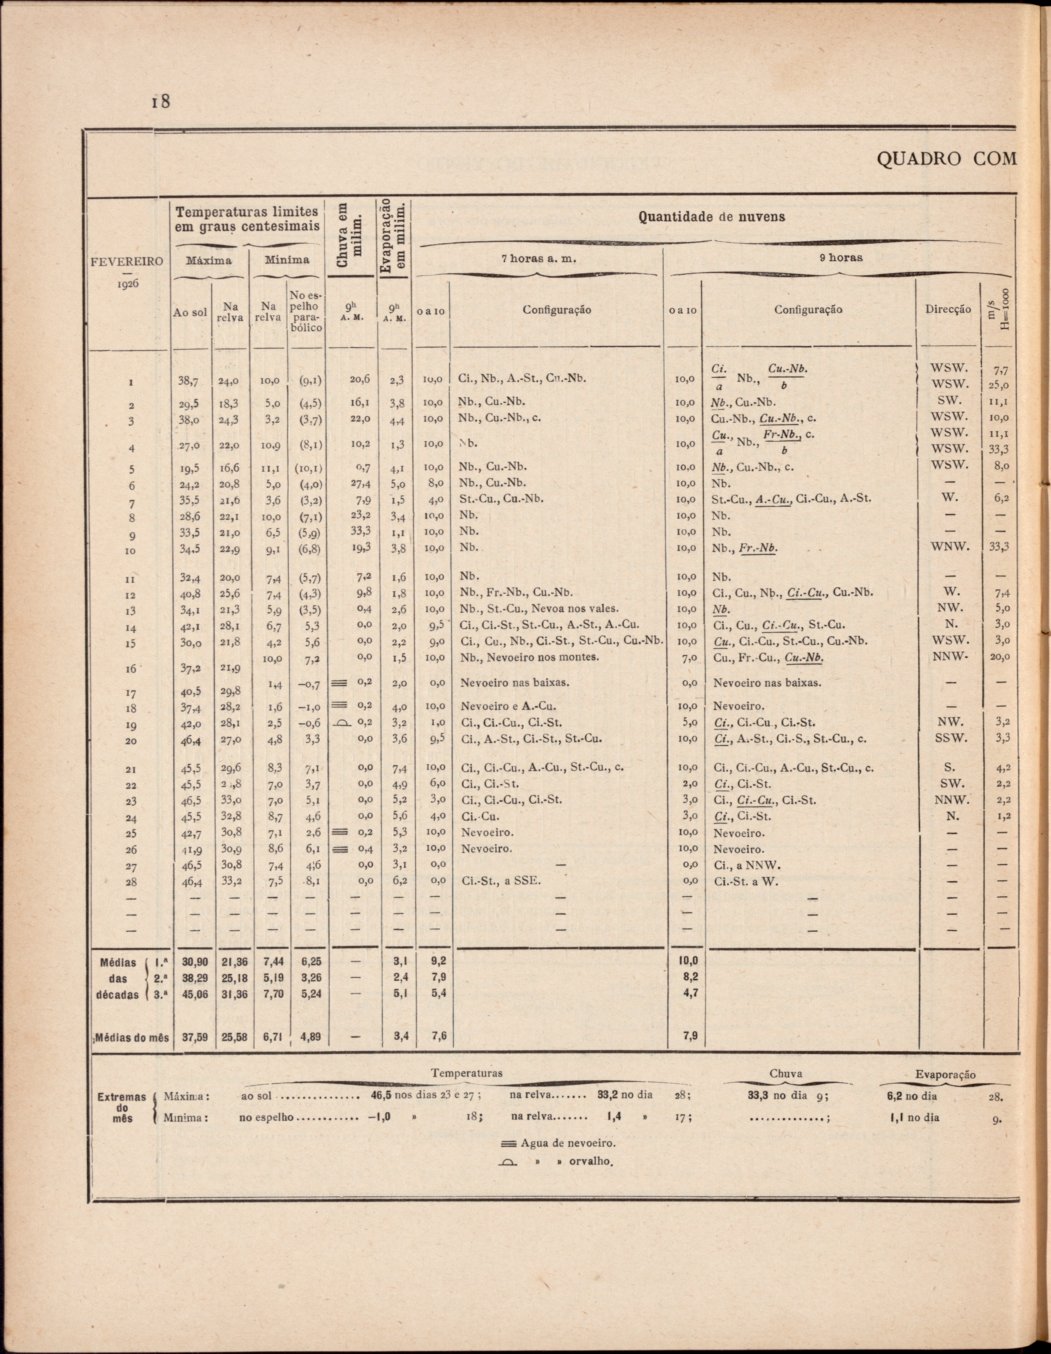 18
QUADRO COM
FEVEREIRO — 1926
Temperaturas limites em graus centesimais
Chuva em milim.
Evaporação em milim.
Quantidade de nuvens
Máxima Mínima 7 horas a. m. 9 horas
Ao sol Na relva Na relva No espelho parabólico 9h A. M. 9h A. M. 0 a 10 Configuração 0 a 10 Configuração Direcção m/s H=1000
1 38,7 24,0 10,0 (9,1) 20,6 2,3 10,0 Ci., Nb., A.-St., Cu.-Nb. 10,0 Ci./a Nb., Cu.-Nb./b WSW. 7,7
WSW. 25,0
2 29,5 18,3 5,0 (4,5) 16,1 3,8 10,0 Nb., Cu.-Nb. 10,0 Nb., Cu.-Nb. SW. 11,1
3 38,0 24,3 3,2 (3,7) 22,0 4,4 10,0 Nb., Cu.-Nb., c. 10,0 Cu.-Nb., Cu.-Nb., c. WSW. 10,0
4 27,0 22,0 10,9 (8,1) 10,2 1,3 10,0 Nb. 10,0 Cu.,/a Nb., Fr-Nb.,/b c. WSW. 11,1
WSW. 33,3
5 19,5 16,6 11,1 (10,1) 0,7 4,1 10,0 Nb., Cu.-Nb. 10,0 Nb., Cu.-Nb., c. WSW. 8,0
6 24,2 20,8 5,0 (4,0) 27,4 5,0 8,0 Nb., Cu.-Nb. 10,0 Nb. — —
7 35,5 21,6 3,6 (3,2) 7,9 1,5 4,0 St.-Cu., Cu.-Nb. 10,0 St.-Cu., A.-Cu., Ci.-Cu., A.-St. W. 6,2
8 28,6 22,1 10,0 (7,1) 23,2 3,4 10,0 Nb. 10,0 Nb. — —
9 33,5 21,0 6,5 (5,9) 33,3 1,1 10,0 Nb. 10,0 Nb. — —
10 34,5 22,9 9,1 (6,8) 19,3 3,8 10,0 Nb. 10,0 Nb., Fr.-Nb. WNW. 33,3
11 32,4 20,0 7,4 (5,7) 7,2 1,6 10,0 Nb. 10,0 Nb. — —
12 40,8 25,6 7,4 (4,3) 9,8 1,8 10,0 Nb., Fr.-Nb., Cu.-Nb. 10,0 Ci., Cu., Nb., Ci.-Cu., Cu.-Nb. W. 7,4
13 34,1 21,3 5,9 (3,5) 0,4 2,6 10,0 Nb., St.-Cu., Nevoa nos vales. 10,0 Nb. NW. 5,0
14 42,1 28,1 6,7 5,3 0,0 2,0 9,5 Ci., Ci.-St., St.-Cu., A.-St., A.-Cu. 10,0 Ci., Cu., Ci.-Cu., St.-Cu. N. 3,0
15 30,0 21,8 4,2 5,6 0,0 2,2 9,0 Ci., Cu., Nb., Ci.-St., St.-Cu., Cu.-Nb. 10,0 Cu., Ci.-Cu., St.-Cu., Cu.-Nb. WSW. 3,0
16 37,2 21,9 10,0 7,2 0,0 1,5 10,0 Nb., Nevoeiro nos montes. 7,0 Cu., Fr.-Cu., Cu.-Nb. NNW- 20,0
17 40,5 29,8 1,4 —0,7 ≡ 0,2 2,0 0,0 Nevoeiro nas baixas. 0,0 Nevoeiro nas baixas. — —
18 37,4 28,2 1,6 —1,0 ≡ 0,2 4,0 10,0 Nevoeiro e A.-Cu. 10,0 Nevoeiro. — —
19 42,0 28,1 2,5 —0,6 0,2 3,2 1,0 Ci., Ci.-Cu., Ci.-St. 5,0 Ci., Ci.-Cu., Ci.-St. NW. 3,2
20 46,4 27,0 4,8 3,3 0,0 3,6 9,5 Ci., A.-St., Ci.-St., St.-Cu. 10,0 Ci., A.-St., Ci.-S., St.-Cu., c. SSW. 3,3
21 45,5 29,6 8,3 7,1 0,0 7,4 10,0 Ci., Ci.-Cu., A.-Cu., St.-Cu., c. 10,0 Ci., Ci.-Cu., A.-Cu., St.-Cu., c. S. 4,2
22 45,5 7,0 3,7 0,0 4,9 6,0 Ci., Ci.-St. 2,0 Ci., Ci.-St. SW. 2,2
23 46,5 33,0 7,0 5,1 0,0 5,2 3,0 Ci., Ci.-Cu., Ci.-St. 3,0 Ci., Ci.-Cu., Ci.-St. NNW. 2,2
24 45,5 32,8 8,7 4,6 0,0 5,6 4,0 Ci.-Cu. 3,0 Ci., Ci.-St. N. 1,2
25 42,7 30,8 7,1 2,6 ≡ 0,2 5,3 10,0 Nevoeiro. 10,0 Nevoeiro. — —
26 41,9 30,9 8,6 6,1 ≡ 0,4 3,2 10,0 Nevoeiro. 10,0 Nevoeiro. — —
27 46,5 30,8 7,4 4,6 0,0 3,1 0,0 — 0,0 Ci., a NNW. — —
28 46,4 33,2 7,5 8,1 0,0 6,2 0,0 Ci.-St., a SSE. 0,0 Ci.-St. a W. — —
— — — — — — — — — — — — —
— — — — — — — — — — — — —
— — — — — — — — — — — — —
Médias das décadas
1.ª 30,90 21,36 7,44 6,25 — 3,1 9,2 10,0
2.ª 38,29 25,18 5,19 3,26 — 2,4 7,9 8,2
3.ª 45,06 31,36 7,70 5,24 — 5,1 5,4 4,7
Médias do mês 37,59 25,58 6,71 4,89 — 3,4 7,6 7,9
Temperaturas Chuva Evaporação
Extremas do mês
Máxima: ao sol ................ 46,5 nos dias 23 e 27; na relva....... 33,2 no dia 28; 33,3 no dia 9; 6,2 no dia 28.
Mínima: no espelho............ —1,0 » 18; na relva....... 1,4 » 17; ..............; 1,1 no dia 9.
≡ Agua de nevoeiro.
» » orvalho.